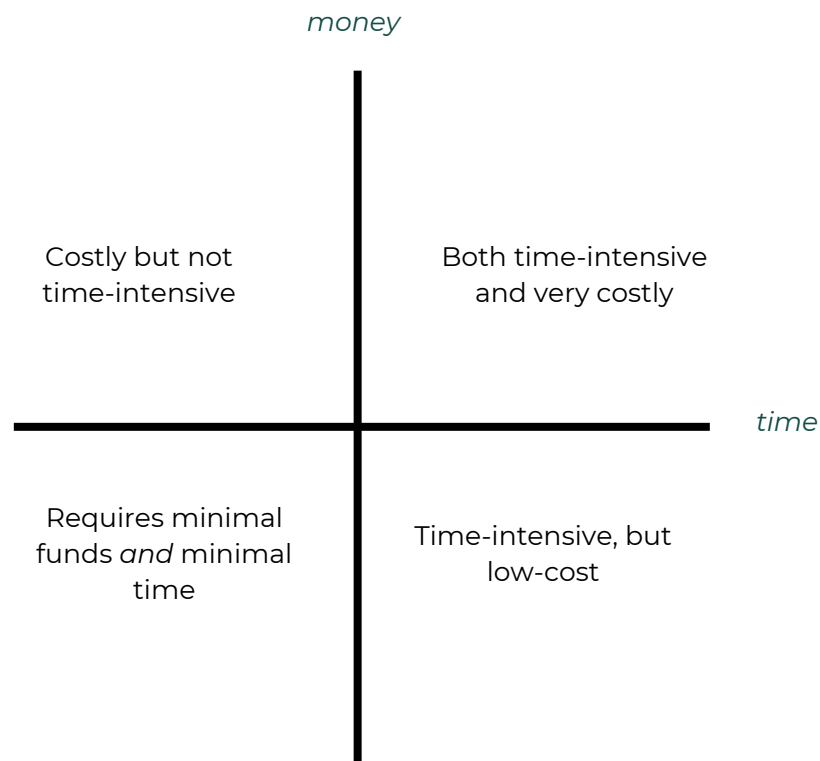 money
Costly but not
time-intensive
Both time-intensive
and very costly
time
Requires minimal
funds and minimal
time
Time-intensive, but
low-cost